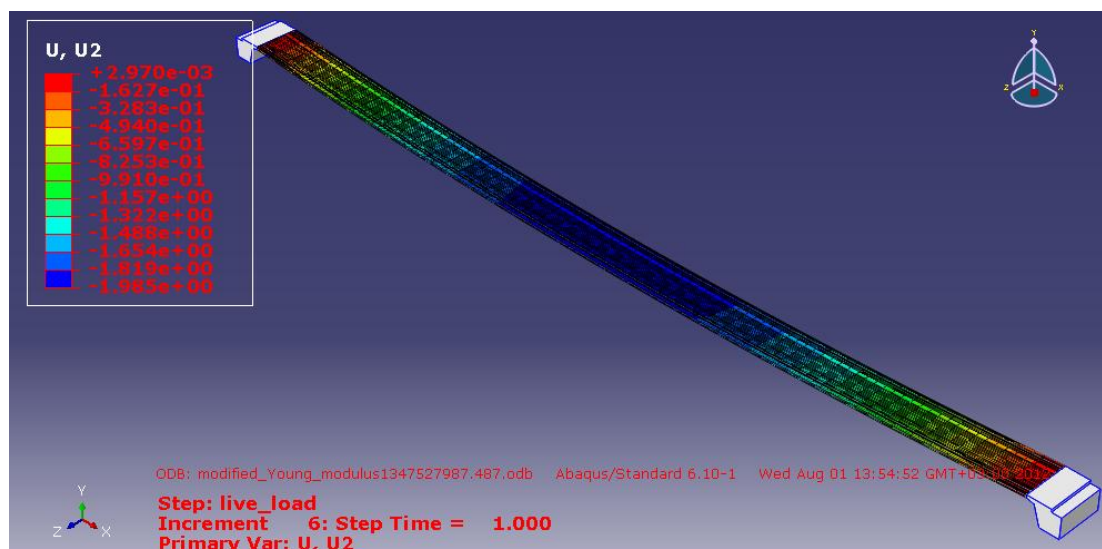 U, U2
+2.970e-03
-1.627e-01
-3.283e-01
-4.940e-01
-6.597e-01
-8.253e-01
-9.910e-01
-1.157e+00
-1.322e+00
-1.488e+00
-1.654e+00
-1.819e+00
-1.985e+00
Y
Z
X
ODB: modified_Young_modulus1347527987.487.odb Abaqus/Standard 6.10-1 Wed Aug 01 13:54:52 GMT+03:00 2012
Y
Z
X
Step: live_load
Increment 6: Step Time = 1.000
Primary Var: U, U2